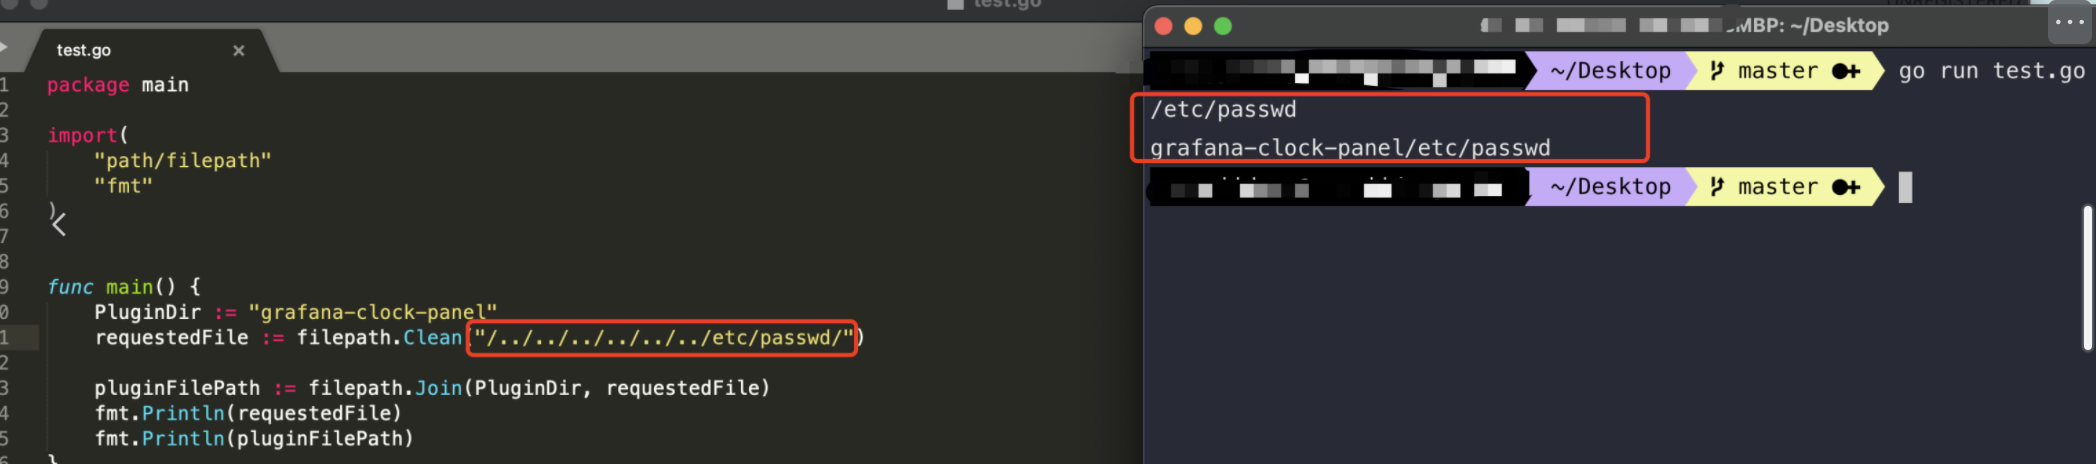 test.go
test.go ×
1 package main
2
3 import(
4 "path/filepath"
5 "fmt"
6 )
7
8
9 func main() {
0 PluginDir := "grafana-clock-panel"
1 requestedFile := filepath.Clean("/../../../../../../etc/passwd/")
2
3 pluginFilePath := filepath.Join(PluginDir, requestedFile)
4 fmt.Println(requestedFile)
5 fmt.Println(pluginFilePath)
6 }
MBP: ~/Desktop
~/Desktop master go run test.go
/etc/passwd
grafana-clock-panel/etc/passwd
~/Desktop master